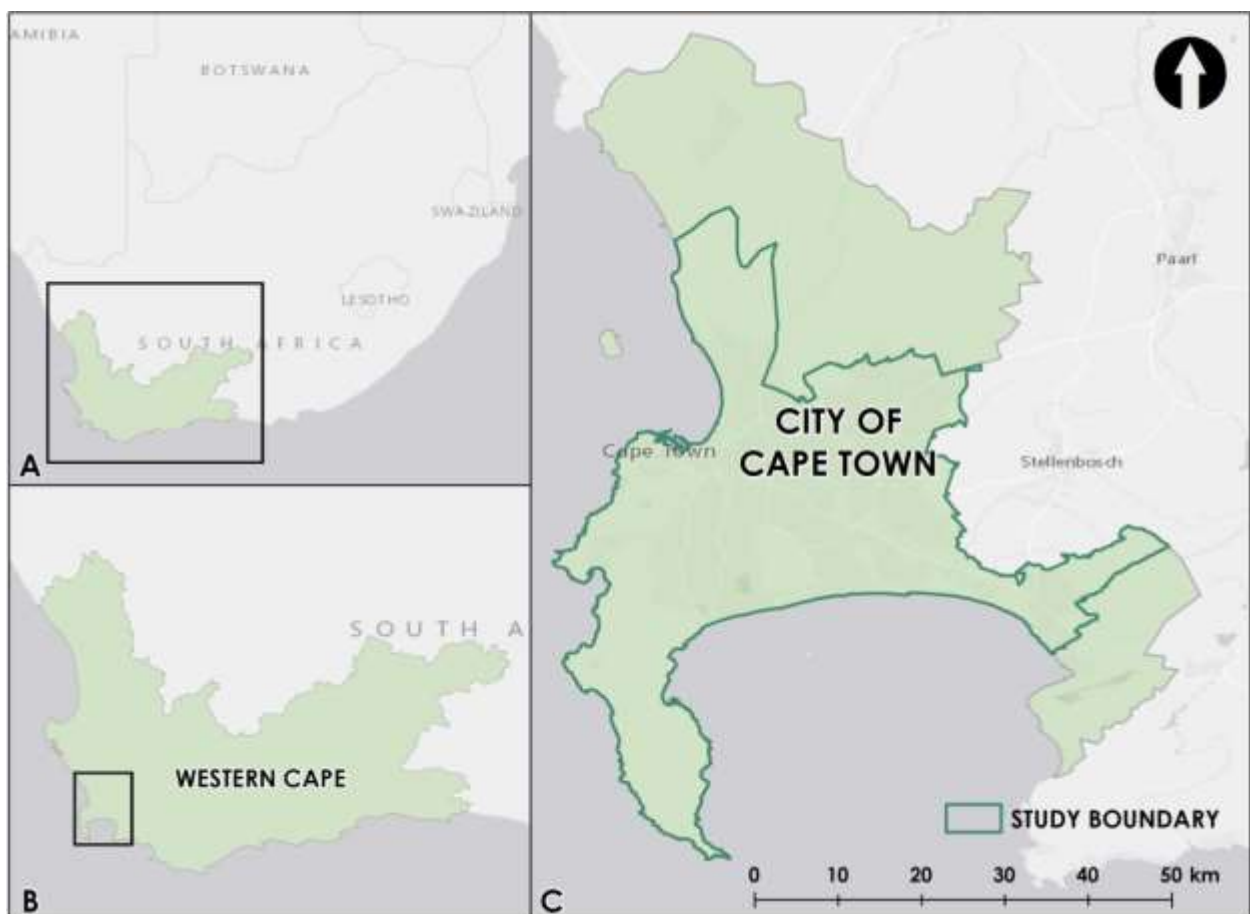 AMIBIA
BOTSWANA
SWAZILAND
LESOTHO
SOUTH AFRICA
A
SOUTH A
WESTERN CAPE
B
Paarl
CITY OF
CAPE TOWN
Cape Town
Stellenbosch
STUDY BOUNDARY
0 10 20 30 40 50 km
C